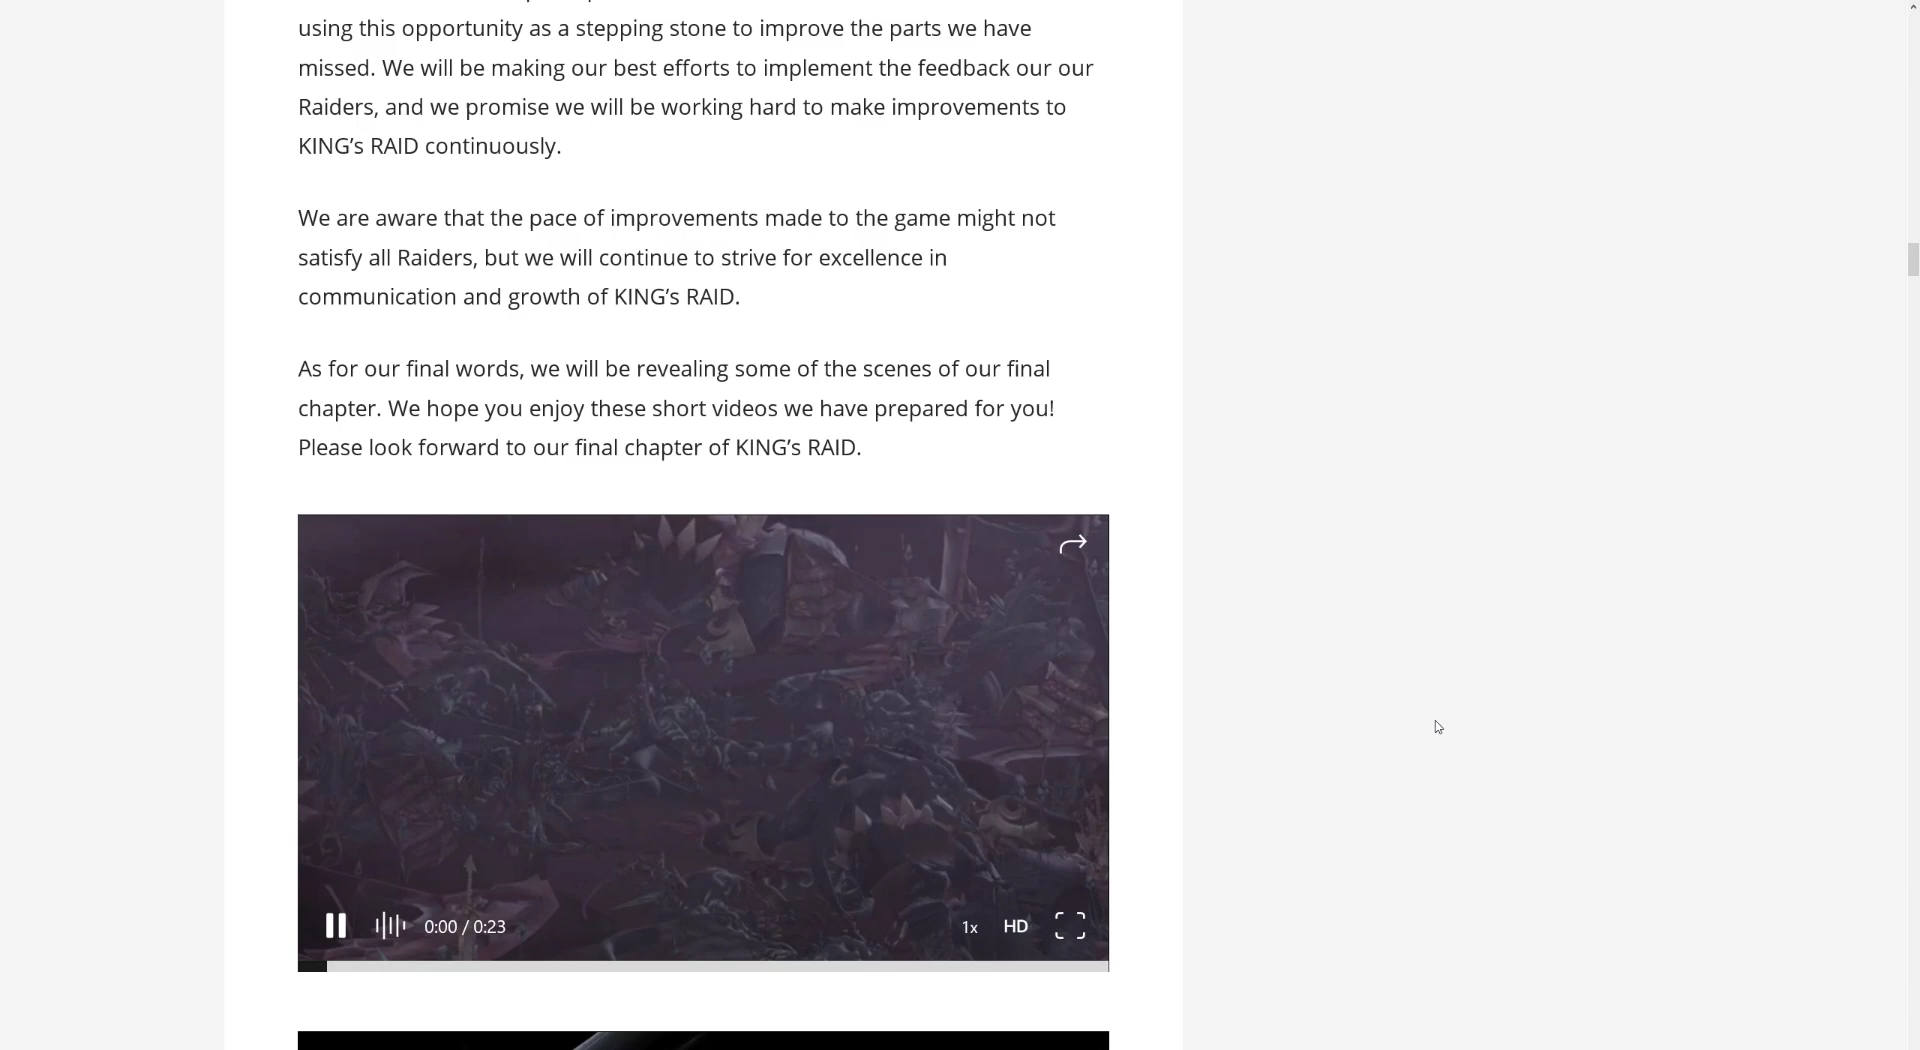 using this opportunity as a stepping stone to improve the parts we have
missed. We will be making our best efforts to implement the feedback our our
Raiders, and we promise we will be working hard to make improvements to
KING’s RAID continuously.
We are aware that the pace of improvements made to the game might not
satisfy all Raiders, but we will continue to strive for excellence in
communication and growth of KING’s RAID.
As for our final words, we will be revealing some of the scenes of our final
chapter. We hope you enjoy these short videos we have prepared for you!
Please look forward to our final chapter of KING’s RAID.
0:00 / 0:23 1x HD